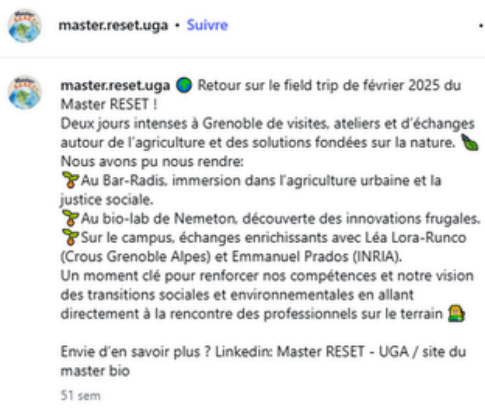 master.reset.uga • Suivre
master.reset.uga 🌍 Retour sur le field trip de février 2025 du
Master RESET !
Deux jours intenses à Grenoble de visites, ateliers et d'échanges
autour de l'agriculture et des solutions fondées sur la nature. 🍃
Nous avons pu nous rendre:
🌱Au Bar-Radis, immersion dans l'agriculture urbaine et la
justice sociale.
🌱Au bio-lab de Nemeton, découverte des innovations frugales.
🌱Sur le campus, échanges enrichissants avec Léa Lora-Runco
(Crous Grenoble Alpes) et Emmanuel Prados (INRIA).
Un moment clé pour renforcer nos compétences et notre vision
des transitions sociales et environnementales en allant
directement à la rencontre des professionnels sur le terrain 🧑‍🌾
Envie d'en savoir plus ? Linkedin: Master RESET - UGA / site du
master bio
51 sem